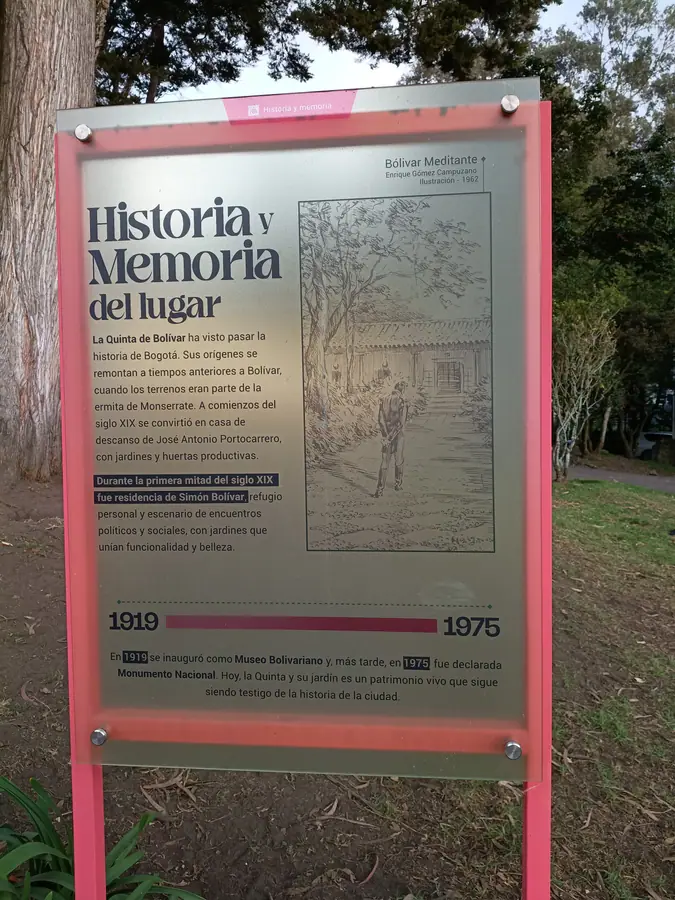 Historia y memoria
Bólivar Meditante
Enrique Gómez Campuzano
Ilustración - 1962
Historia y
Memoria
del lugar
La Quinta de Bolívar ha visto pasar la
historia de Bogotá. Sus orígenes se
remontan a tiempos anteriores a Bolívar,
cuando los terrenos eran parte de la
ermita de Monserrate. A comienzos del
siglo XIX se convirtió en casa de
descanso de José Antonio Portocarrero,
con jardines y huertas productivas.
Durante la primera mitad del siglo XIX
fue residencia de Simón Bolívar, refugio
personal y escenario de encuentros
políticos y sociales, con jardines que
unían funcionalidad y belleza.
1919 1975
En 1919 se inauguró como Museo Bolivariano y, más tarde, en 1975 fue declarada
Monumento Nacional. Hoy, la Quinta y su jardín es un patrimonio vivo que sigue
siendo testigo de la historia de la ciudad.